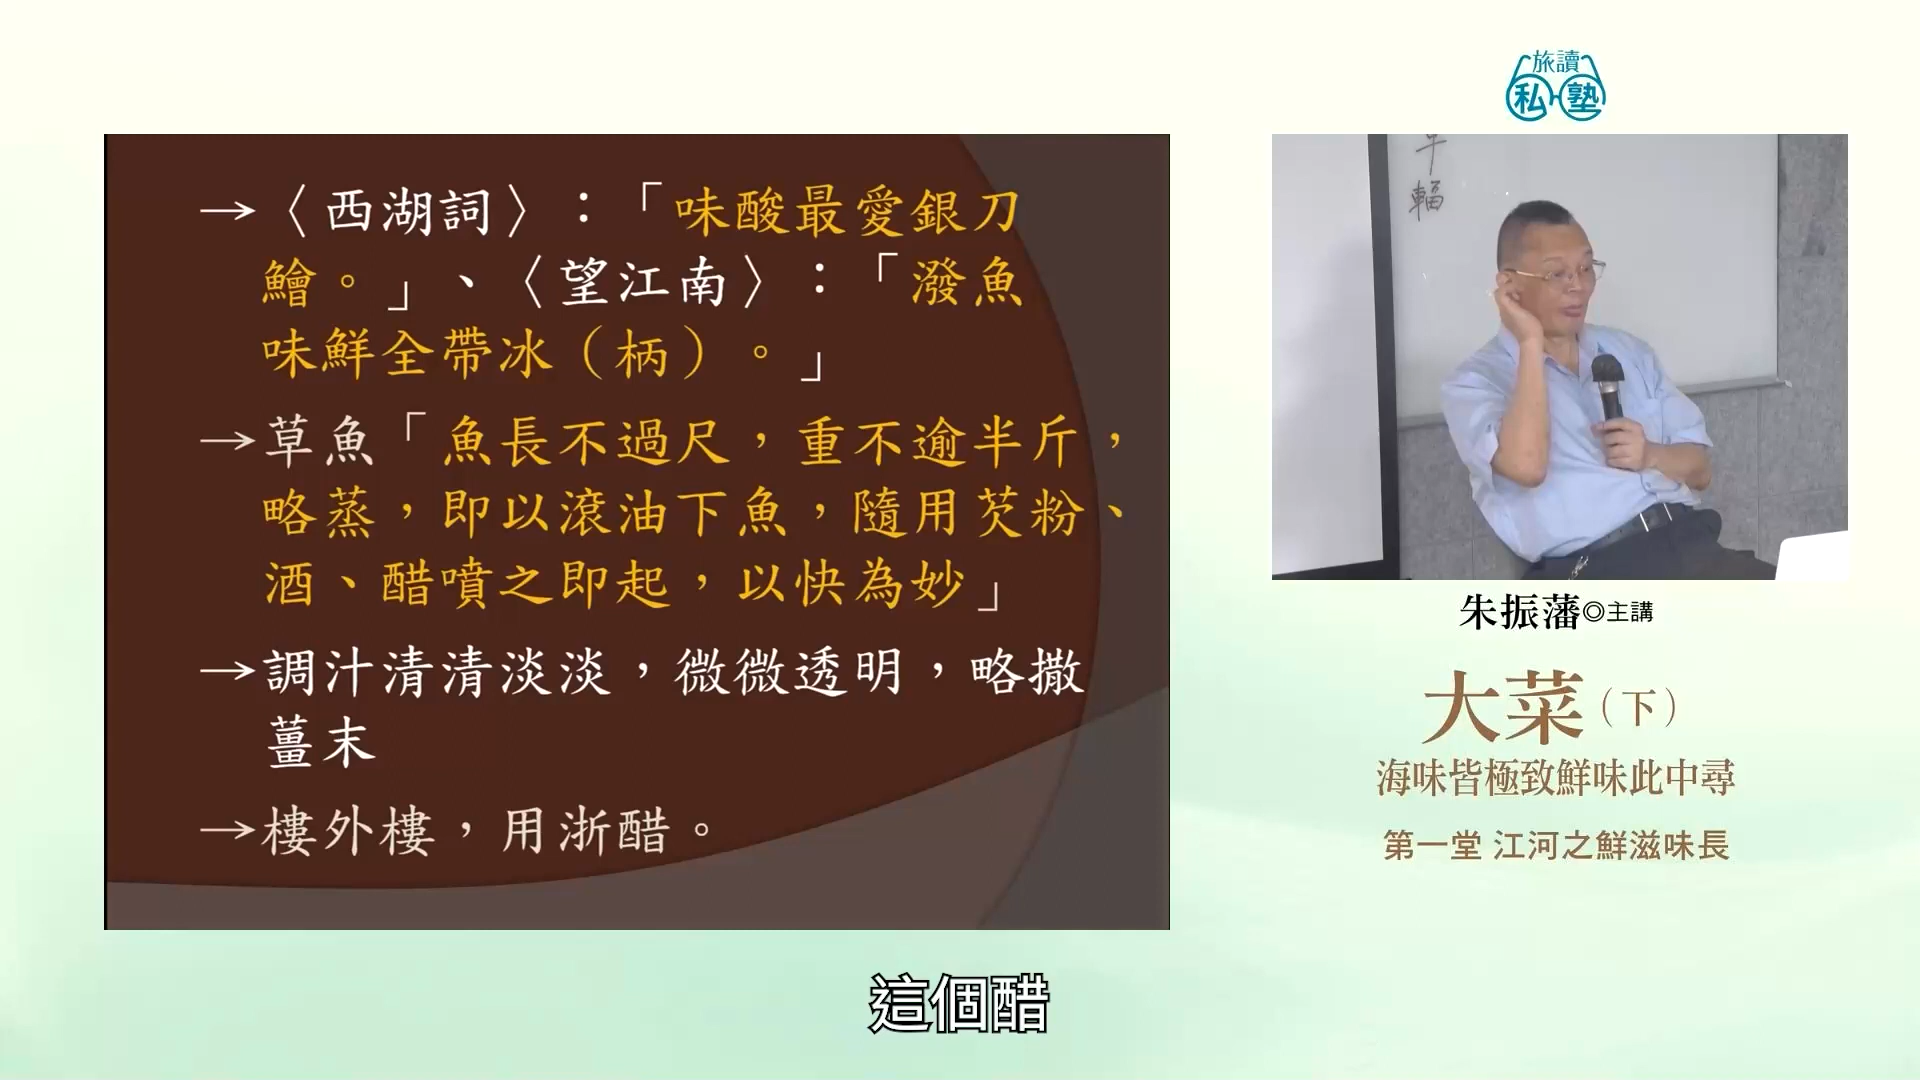 →〈西湖詞〉：「味酸最愛銀刀
鱠。」、〈望江南〉：「潑魚
味鮮全帶冰（柄）。」
→草魚「魚長不過尺，重不逾半斤，
略蒸，即以滾油下魚，隨用芡粉、
酒、醋噴之即起，以快為妙」
→調汁清清淡淡，微微透明，略撒
薑末
→樓外樓，用浙醋。
旅讀
私塾
輻
朱振藩◎主講
大菜（下）
海味皆極致鮮味此中尋
第一堂 江河之鮮滋味長
這個醋